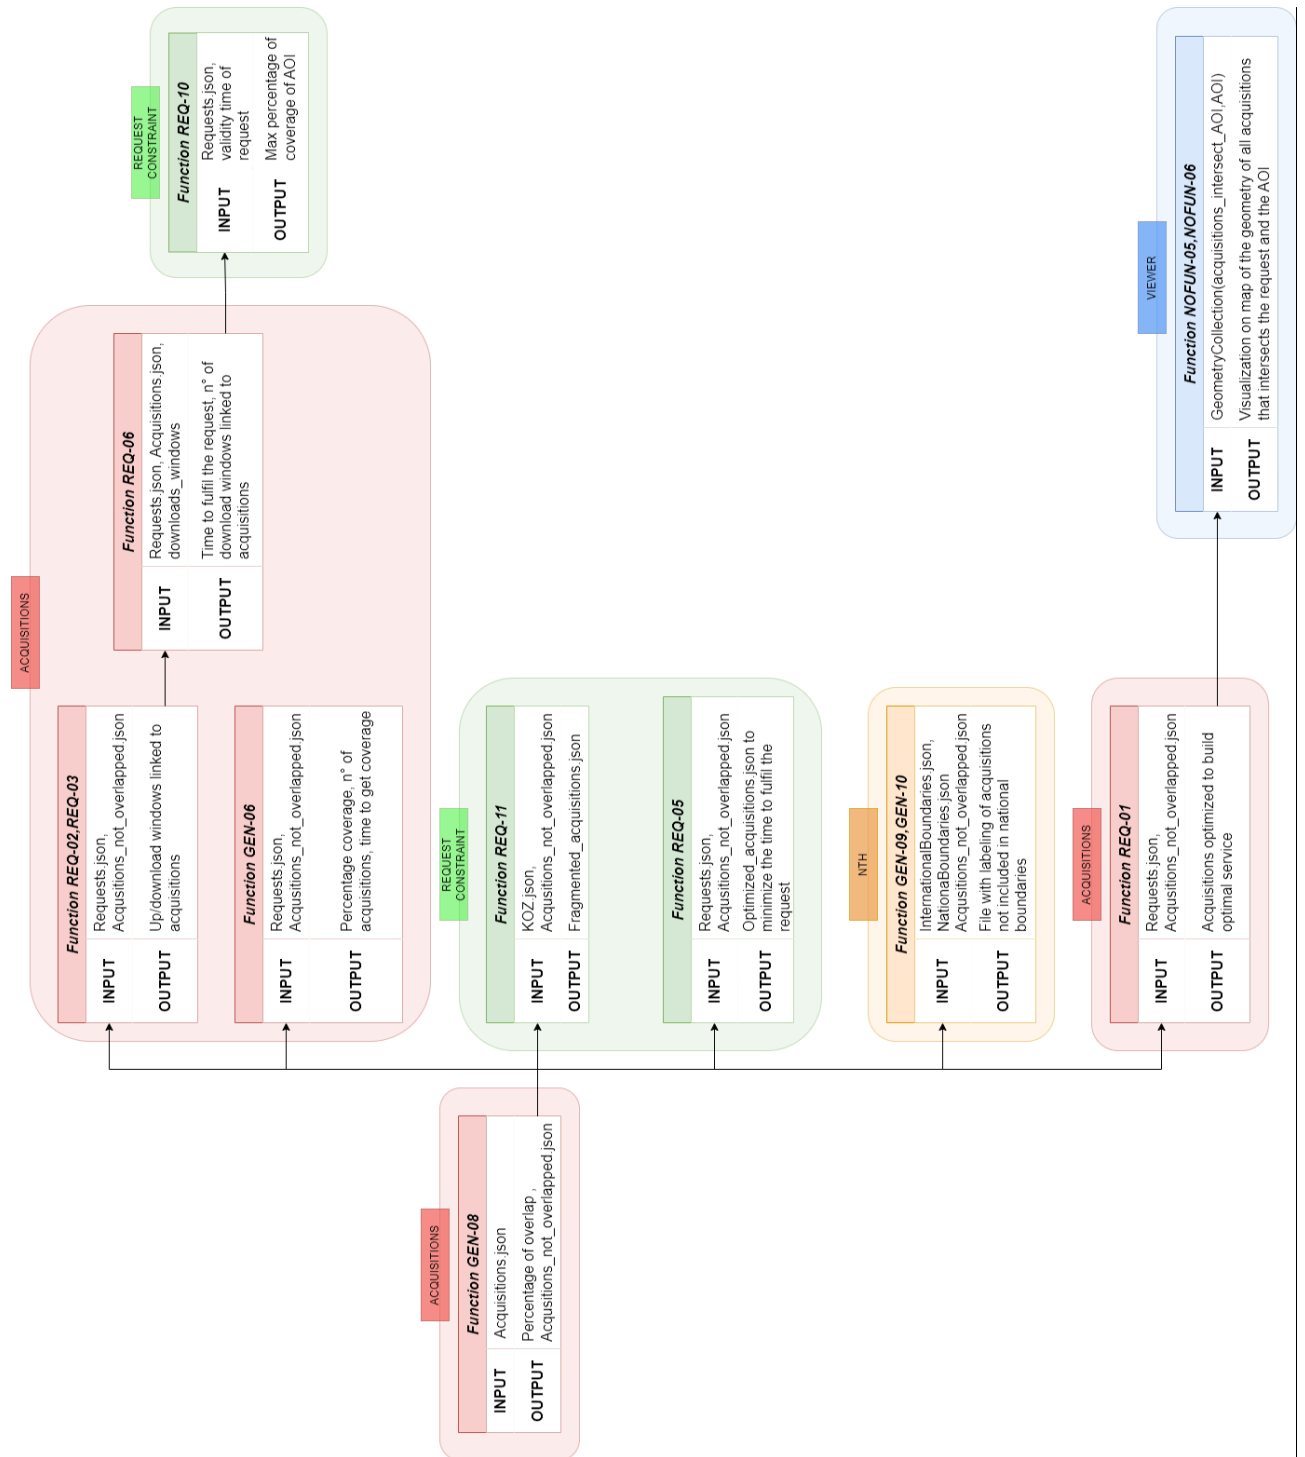 ACQUISITIONS
Function GEN-08
INPUT
Acquisitions.json
OUTPUT
Percentage of overlap ,
Acqusitions_not_overlapped.json
ACQUISITIONS
Function REQ-02,REQ-03
INPUT
Requests.json,
Acqusitions_not_overlapped.json
OUTPUT
Up/download windows linked to
acquisitions
Function GEN-06
INPUT
Requests.json,
Acqusitions_not_overlapped.json
OUTPUT
Percentage coverage, n° of
acquisitions, time to get coverage
Function REQ-06
INPUT
Requests.json, Acquisitions.json,
downloads_windows
OUTPUT
Time to fulfil the request, n° of
download windows linked to
acquisitions
REQUEST
CONSTRAINT
Function REQ-10
INPUT
Requests.json,
validity time of
request
OUTPUT
Max percentage of
coverage of AOI
REQUEST
CONSTRAINT
Function REQ-11
INPUT
KOZ.json,
Acqusitions_not_overlapped.json
OUTPUT
Fragmented_acquisitions.json
Function REQ-05
INPUT
Requests.json,
Acqusitions_not_overlapped.json
OUTPUT
Optimized_acquisitions.json to
minimize the time to fulfil the
request
NTH
Function GEN-09,GEN-10
INPUT
InternationalBoundaries.json,
NationaBoundaries.json
Acqusitions_not_overlapped.json
OUTPUT
File with labeling of acquisitions
not included in national
boundaries
ACQUISITIONS
Function REQ-01
INPUT
Requests.json,
Acqusitions_not_overlapped.json
OUTPUT
Acquisitions optimized to build
optimal service
VIEWER
Function NOFUN-05,NOFUN-06
INPUT
GeometryCollection(acquisitions_intersect_AOI,AOI)
OUTPUT
Visualization on map of the geometry of all acquisitions
that intersects the request and the AOI